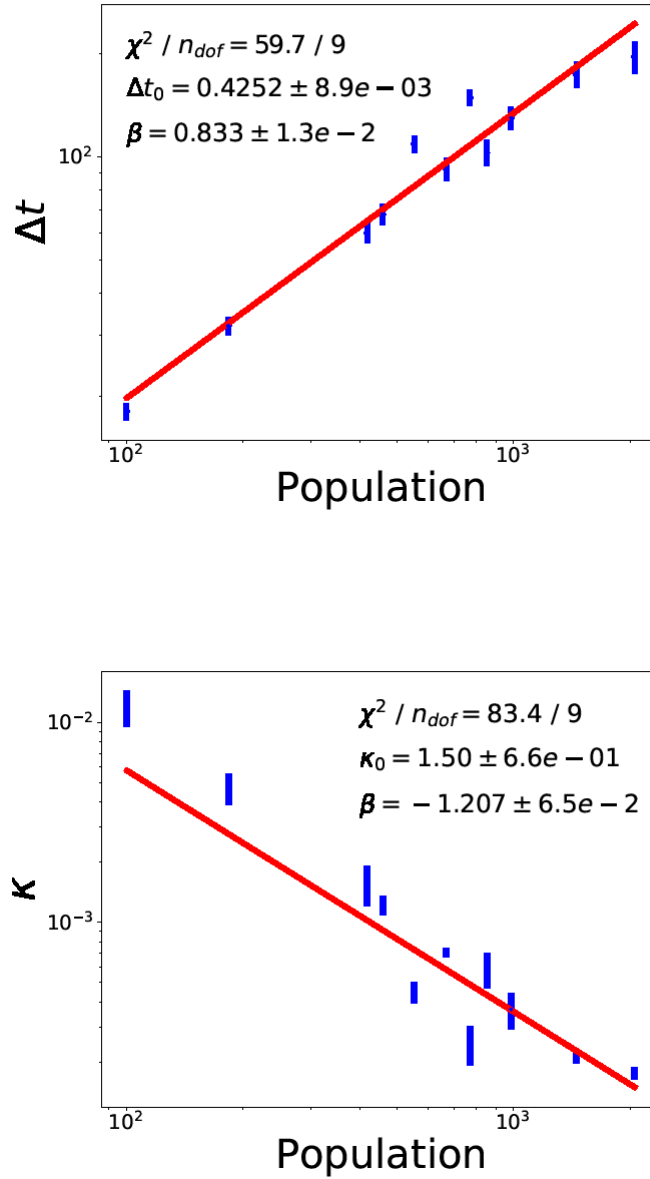 χ² / n_dof = 59.7 / 9
Δt₀ = 0.4252 ± 8.9e − 03
β = 0.833 ± 1.3e − 2
10²
Δt
10² 10³
Population
χ² / n_dof = 83.4 / 9
κ₀ = 1.50 ± 6.6e − 01
β = − 1.207 ± 6.5e − 2
10⁻²
10⁻³
κ
10² 10³
Population